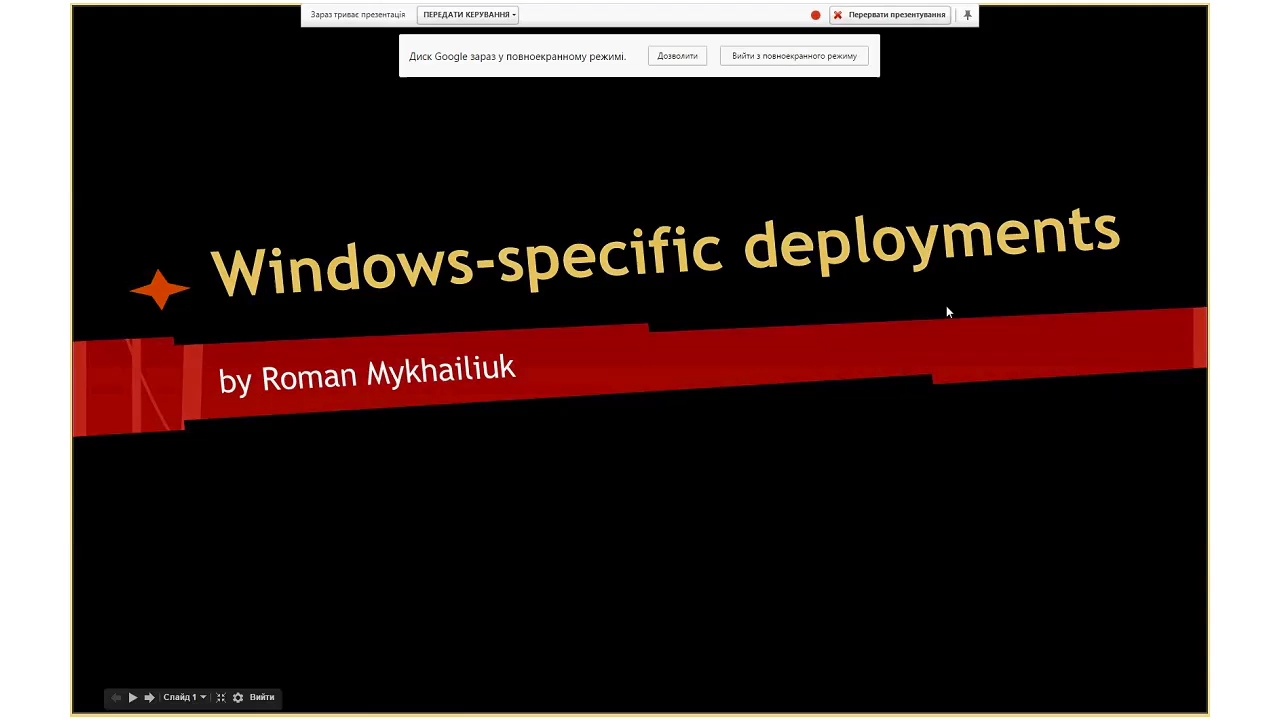 Зараз триває презентація ПЕРЕДАТИ КЕРУВАННЯ Перервати презентування
Диск Google зараз у повноекранному режимі. Дозволити Вийти з повноекранного режиму
Windows-specific deployments
by Roman Mykhailiuk
Слайд 1 Вийти